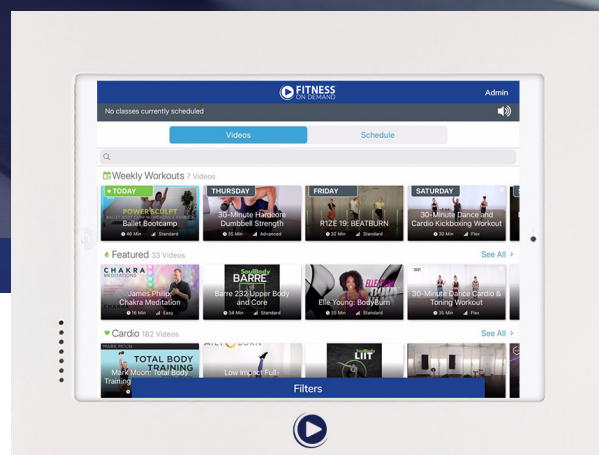 FITNESS
ON DEMAND
Admin
No classes currently scheduled
Videos
Schedule
Weekly Workouts 7 Videos
TODAY
POWER SCULPT
Ballet Bootcamp
46 Min Standard
THURSDAY
30-Minute Hardcore
Dumbbell Strength
35 Min Advanced
FRIDAY
R1ZE 19: BEATBURN
32 Min Standard
SATURDAY
30-Minute Dance and
Cardio Kickboxing Workout
30 Min Flex
Featured 33 Videos
See All >
CHAKRA
MEDITATIONS
James Philip:
Chakra Meditation
16 Min Easy
SoulBody
BARRE
Barre 232 Upper Body
and Core
34 Min Standard
Elle Young: BodyBurn
35 Min Standard
30-Minute Dance Cardio &
Toning Workout
35 Min Flex
Cardio 182 Videos
See All >
MARK MOON
TOTAL BODY
TRAINING
Mark Moon: Total Body
Training
Low Impact Full-
SoulBody
LIIT
Filters